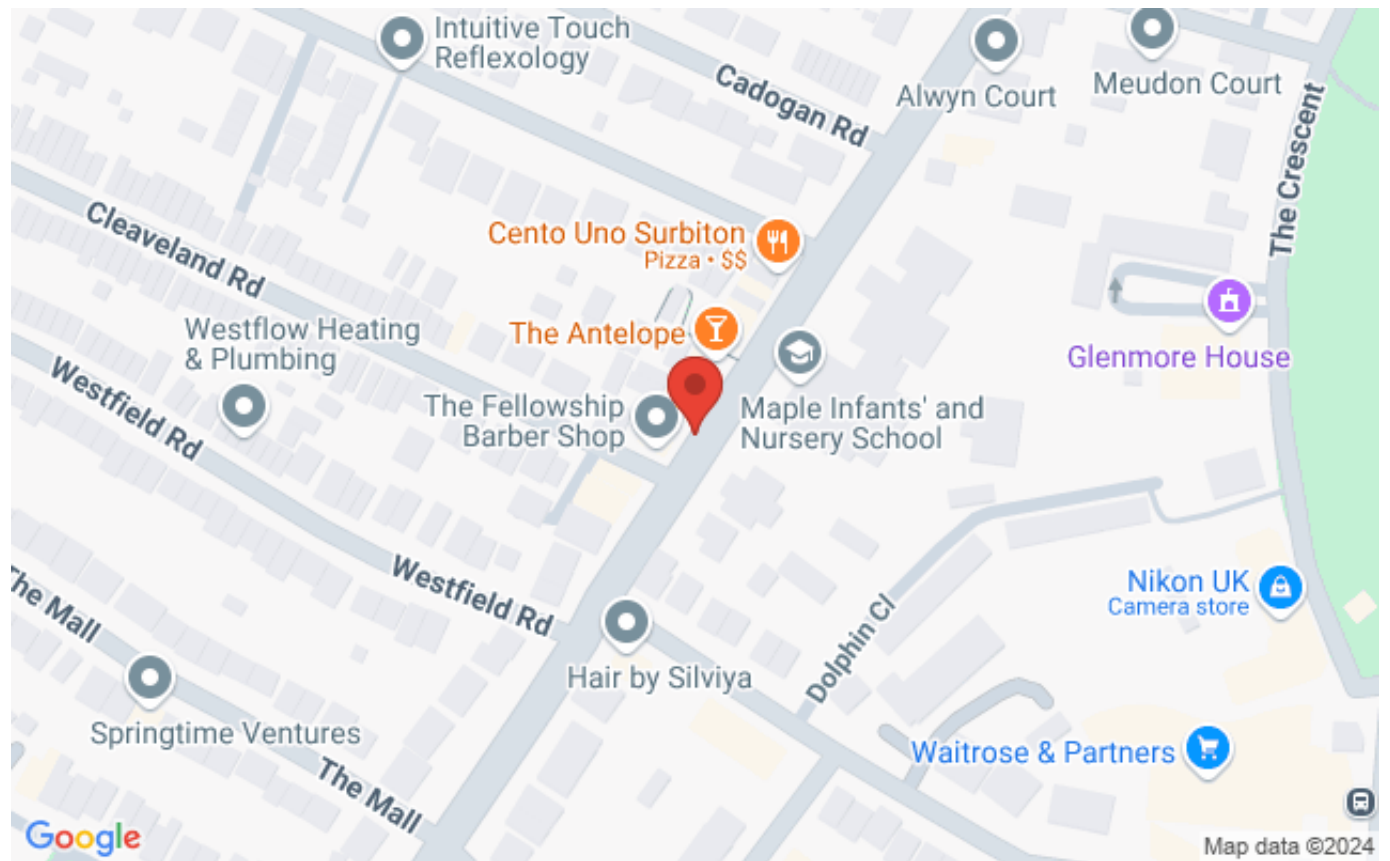 Intuitive Touch
Reflexology
Cadogan Rd
Alwyn Court
Meudon Court
The Crescent
Cleaveland Rd
Cento Uno Surbiton
Pizza • $$
Westflow Heating
& Plumbing
The Antelope
Glenmore House
Westfield Rd
The Fellowship
Barber Shop
Maple Infants' and
Nursery School
Westfield Rd
Nikon UK
Camera store
The Mall
Dolphin Cl
Hair by Silviya
Springtime Ventures
Waitrose & Partners
The Mall
Google
Map data ©2024